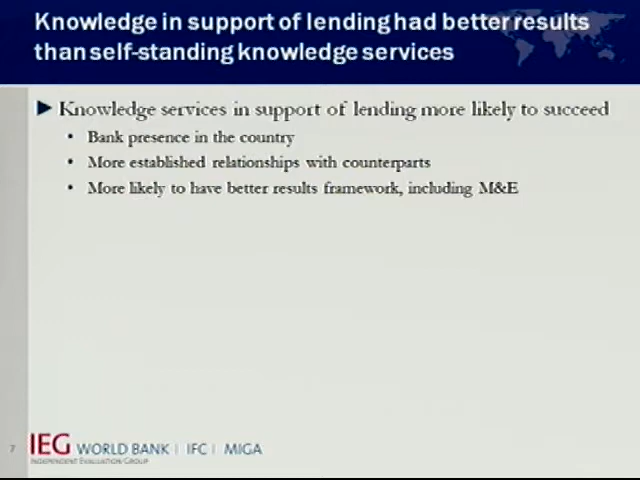 Knowledge in support of lending had better results
than self-standing knowledge services
Knowledge services in support of lending more likely to succeed
• Bank presence in the country
• More established relationships with counterparts
• More likely to have better results framework, including M&E
7
IEG WORLD BANK | IFC | MIGA
INDEPENDENT EVALUATION GROUP